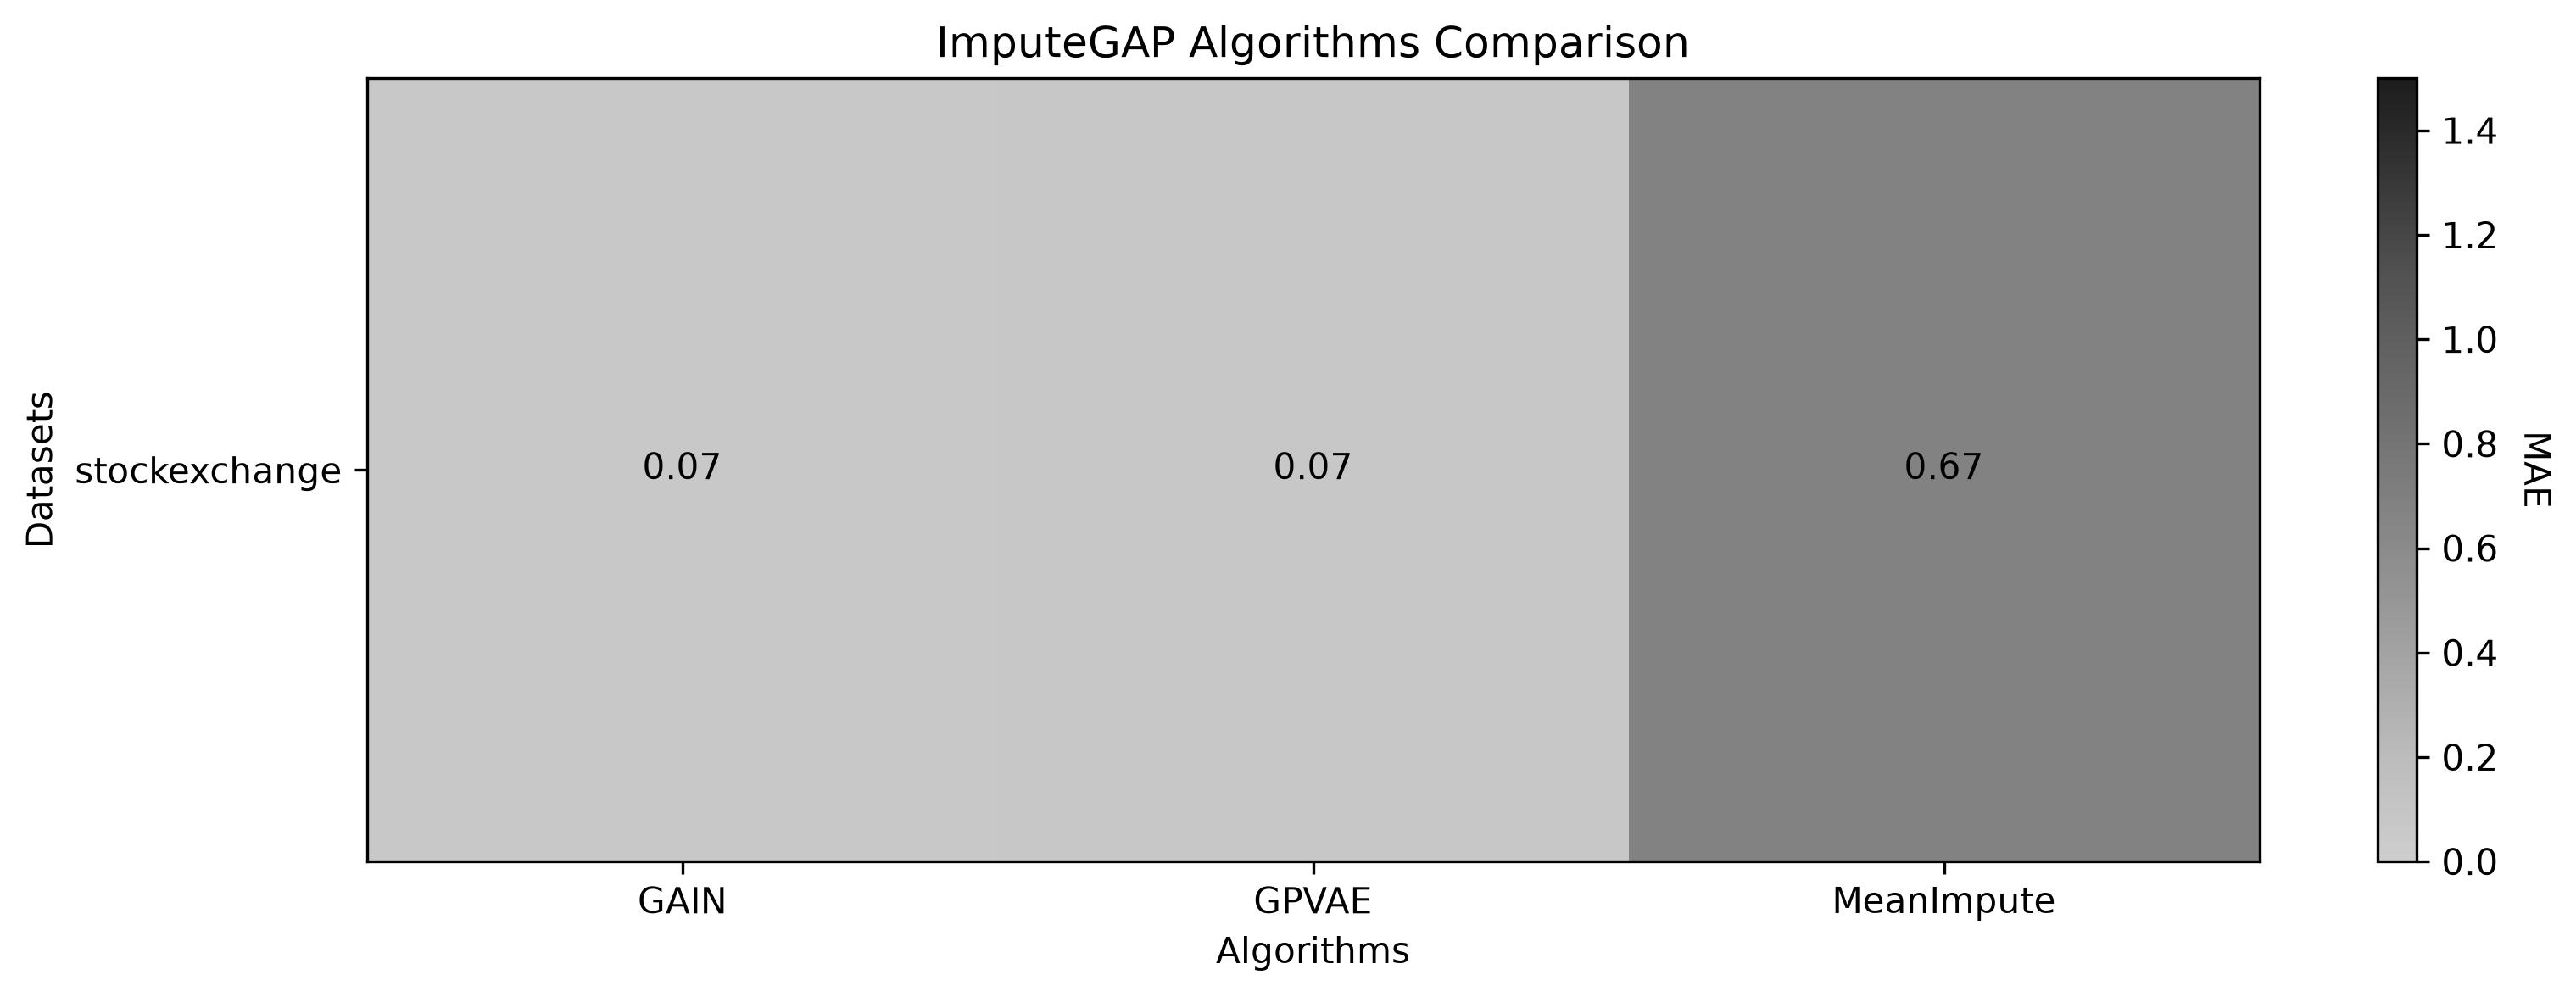 ImputeGAP Algorithms Comparison
Datasets
stockexchange
0.07
0.07
0.67
GAIN
GPVAE
MeanImpute
Algorithms
1.4
1.2
1.0
0.8
0.6
0.4
0.2
0.0
MAE